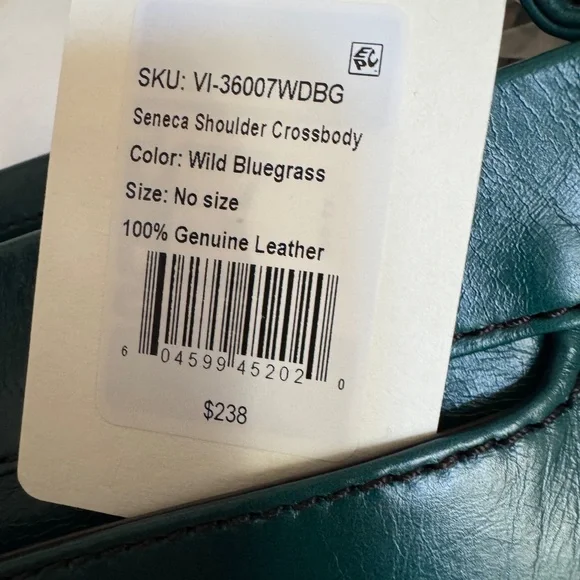 EPC
SKU: VI-36007WDBG
Seneca Shoulder Crossbody
Color: Wild Bluegrass
Size: No size
100% Genuine Leather
6 04599 45202 0
$238